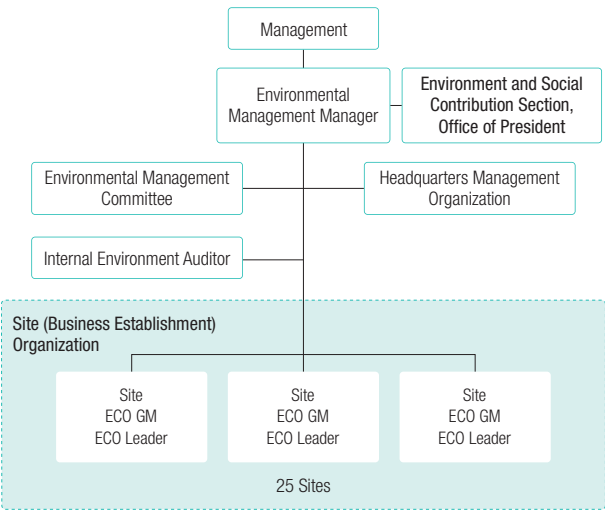 Management
Environmental
Management Manager
Environment and Social
Contribution Section,
Office of President
Environmental Management
Committee
Headquarters Management
Organization
Internal Environment Auditor
Site (Business Establishment)
Organization
Site
ECO GM
ECO Leader
Site
ECO GM
ECO Leader
Site
ECO GM
ECO Leader
25 Sites